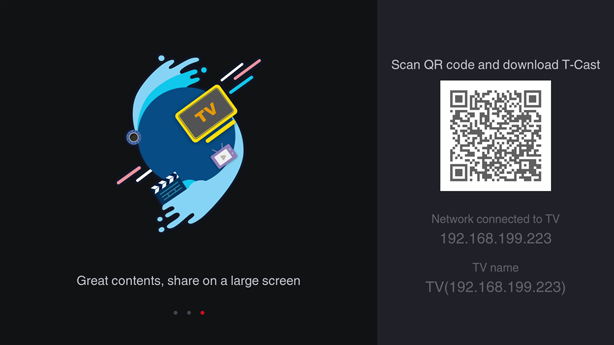 TV
Great contents, share on a large screen
Scan QR code and download T-Cast
Network connected to TV
192.168.199.223
TV name
TV(192.168.199.223)